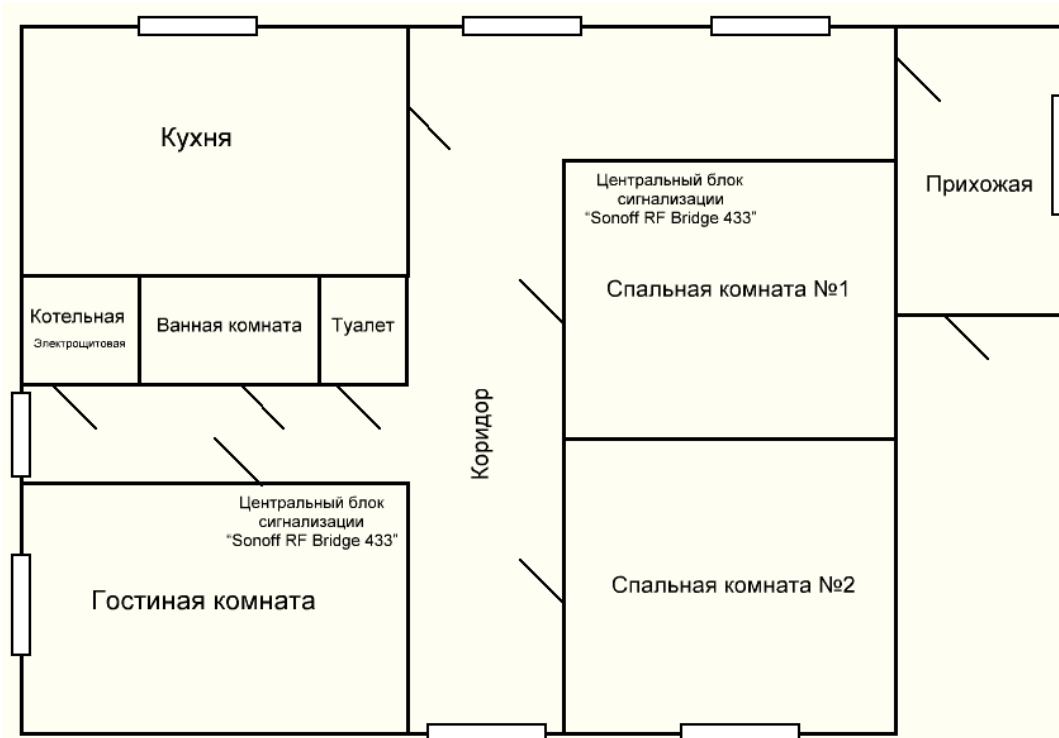 Кухня
Прихожая
Центральный блок
сигнализации
“Sonoff RF Bridge 433”
Спальная комната №1
Котельная
Электрощитовая
Ванная комната
Туалет
Коридор
Центральный блок
сигнализации
“Sonoff RF Bridge 433”
Гостиная комната
Спальная комната №2